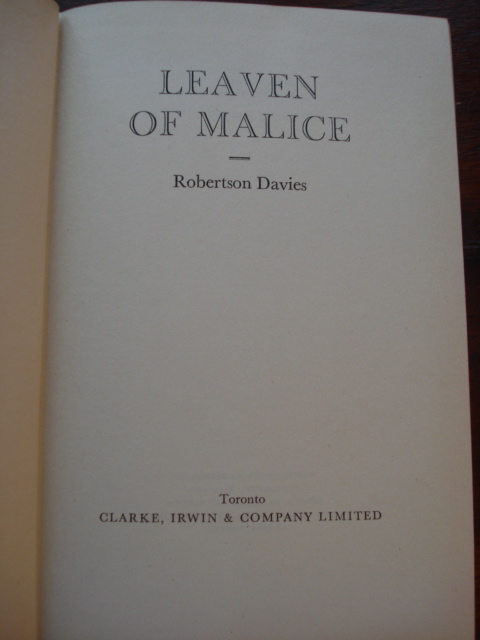 LEAVEN
OF MALICE
Robertson Davies
Toronto
CLARKE, IRWIN & COMPANY LIMITED